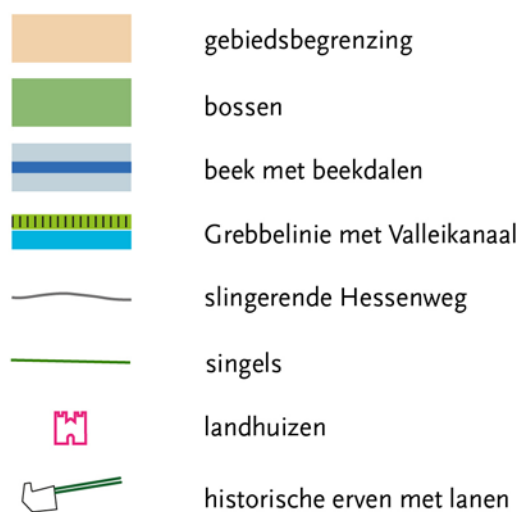 gebiedsbegrenzing
bossen
beek met beekdalen
Grebbelinie met Valleikanaal
slingerende Hessenweg
singels
landhuizen
historische erven met lanen